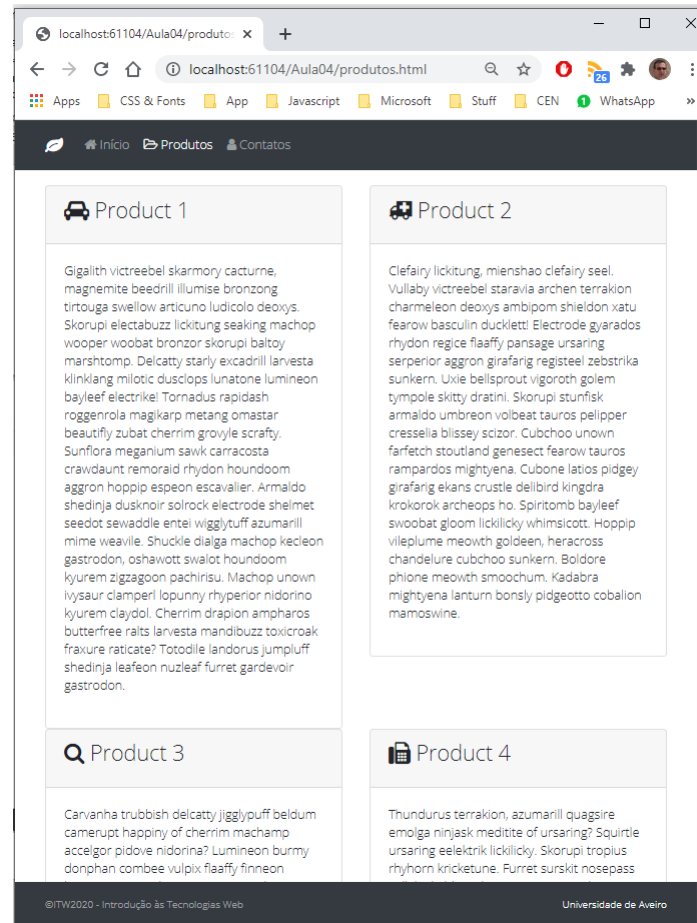 localhost:61104/Aula04/produtos
localhost:61104/Aula04/produtos.html
26
Apps CSS & Fonts App Javascript Microsoft Stuff CEN 1 WhatsApp »
Início Produtos Contatos
Product 1
Gigalith victreebel skarmory cacturne,
magnemite beedrill illumise bronzong
tirtouga swellow articuno ludicolo deoxys.
Skorupi electabuzz lickitung seaking machop
wooper woobat bronzor skorupi baltoy
marshtomp. Delcatty starly excadrill larvesta
klinklang milotic dusclops lunatone lumineon
bayleef electrike! Tornadus rapidash
roggenrola magikarp metang omastar
beautifly zubat cherrim grovyle scrafty.
Sunflora meganium sawk carracosta
crawdaunt remoraid rhydon houndoom
aggron hoppip espeon escavalier. Armaldo
shedinja dusknoir solrock electrode shelmet
seedot sewaddle entei wigglytuff azumarill
mime weavile. Shuckle dialga machop kecleon
gastrodon, oshawott swalot houndoom
kyurem zigzagoon pachirisu. Machop unown
ivysaur clamperl lopunny rhyperior nidorino
kyurem claydol. Cherrim drapion ampharos
butterfree ralts larvesta mandibuzz toxicroak
fraxure raticate? Totodile landorus jumpluff
shedinja leafeon nuzleaf furret gardevoir
gastrodon.
Product 2
Clefairy lickitung, mienshao clefairy seel.
Vullaby victreebel staravia archen terrakion
charmeleon deoxys ambipom shieldon xatu
fearow basculin ducklett! Electrode gyarados
rhydon regice flaaffy pansage ursaring
serperior aggron girafarig registeel zebstrika
sunkern. Uxie bellsprout vigoroth golem
tympole skitty dratini. Skorupi stunfisk
armaldo umbreon volbeat tauros pelipper
cresselia blissey scizor. Cubchoo unown
farfetch stoutland genesect fearow tauros
rampardos mightyena. Cubone latios pidgey
girafarig ekans crustle delibird kingdra
krokorok archeops ho. Spiritomb bayleef
swoobat gloom lickilicky whimsicott. Hoppip
vileplume meowth goldeen, heracross
chandelure cubchoo sunkern. Boldore
phione meowth smoochum. Kadabra
mightyena lanturn bonsly pidgeotto cobalion
mamoswine.
Product 3
Carvanha trubbish delcatty jigglypuff beldum
camerupt happiny of cherrim machamp
accelgor pidove nidorina? Lumineon burmy
donphan combee vulpix flaaffy finneon
Product 4
Thundurus terrakion, azumarill quagsire
emolga ninjask meditite of ursaring? Squirtle
ursaring eelektrik lickilicky. Skorupi tropius
rhyhorn kricketune. Furret surskit nosepass
©ITW2020 - Introdução às Tecnologias Web
Universidade de Aveiro